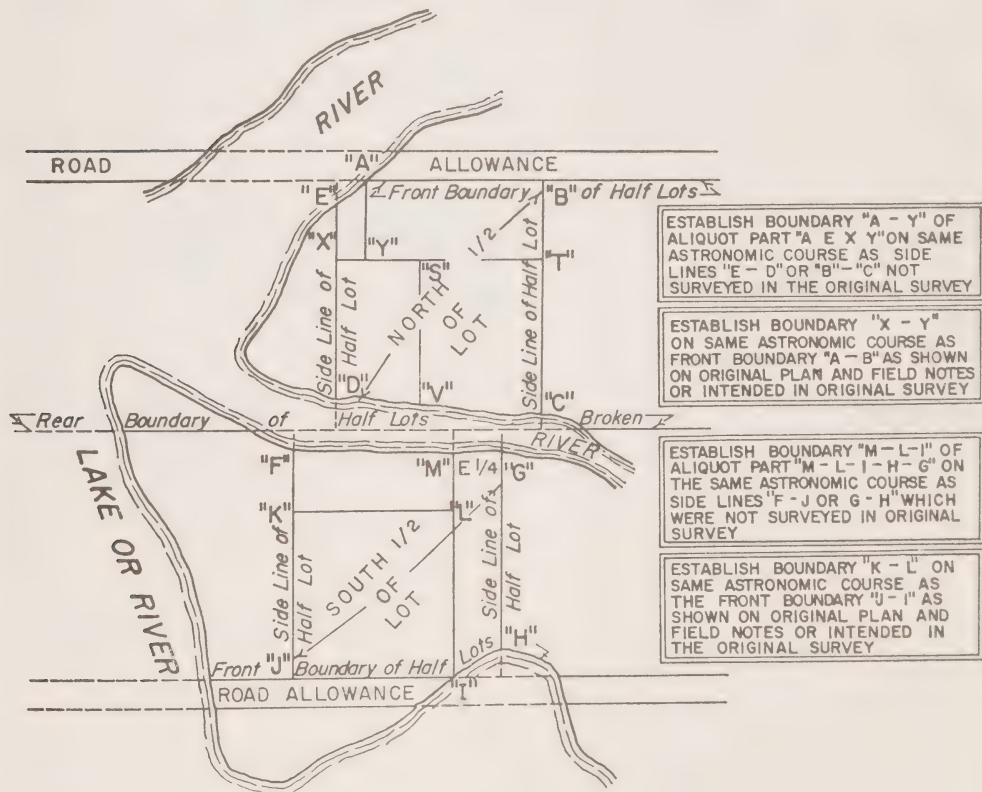 RIVER
ROAD ALLOWANCE
"A"
"E" Front Boundary "B" of Half Lots
"X" "Y" 1/2 "T"
"S"
Side Line of Half Lot
NORTH
OF
LOT
Side Line of Half Lot
"D" "V" "C"
Rear Boundary of Half Lots Broken
RIVER
"F" "M" E 1/4 "G"
"K" "L"
LAKE OR RIVER
Side Line of Half Lot
SOUTH 1/2
OF
LOT
Side Line of
Half Lot
"H"
Front "J" Boundary of Half Lots
ROAD ALLOWANCE "I"
ESTABLISH BOUNDARY "A - Y" OF
ALIQUOT PART "A E X Y" ON SAME
ASTRONOMIC COURSE AS SIDE
LINES "E - D" OR "B"-"C" NOT
SURVEYED IN THE ORIGINAL SURVEY
ESTABLISH BOUNDARY "X - Y"
ON SAME ASTRONOMIC COURSE AS
FRONT BOUNDARY "A - B" AS SHOWN
ON ORIGINAL PLAN AND FIELD NOTES
OR INTENDED IN ORIGINAL SURVEY
ESTABLISH BOUNDARY "M-L-I" OF
ALIQUOT PART "M-L-I-H-G" ON
THE SAME ASTRONOMIC COURSE AS
SIDE LINES "F - J OR G - H" WHICH
WERE NOT SURVEYED IN ORIGINAL
SURVEY
ESTABLISH BOUNDARY "K - L" ON
SAME ASTRONOMIC COURSE AS
THE FRONT BOUNDARY "J - I" AS
SHOWN ON ORIGINAL PLAN AND
FIELD NOTES OR INTENDED IN
THE ORIGINAL SURVEY